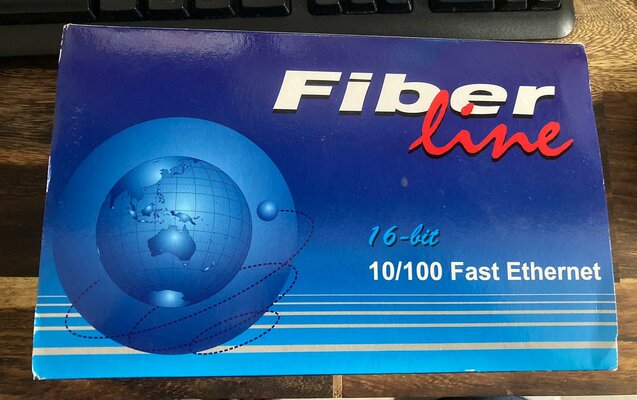 Fiber
line
16-bit
10/100 Fast Ethernet